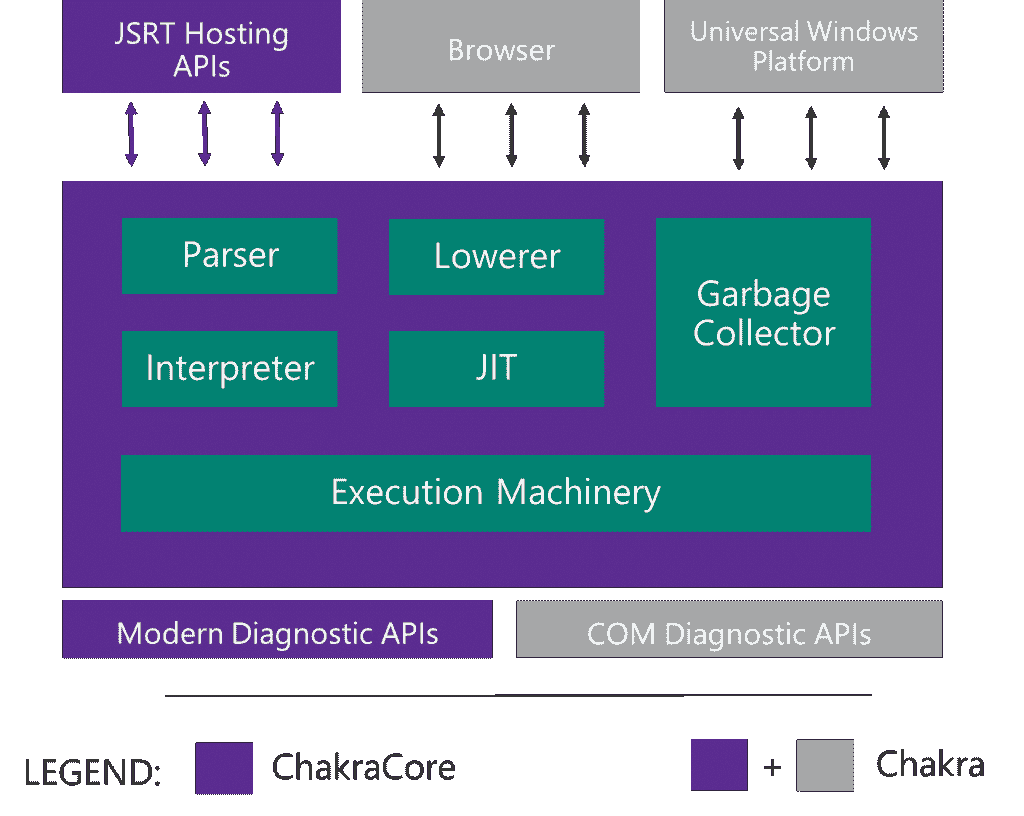 JSRT Hosting
APIs
Browser
Universal Windows
Platform
Parser
Lowerer
Garbage
Collector
Interpreter
JIT
Execution Machinery
Modern Diagnostic APIs
COM Diagnostic APIs
LEGEND:
ChakraCore
+
Chakra